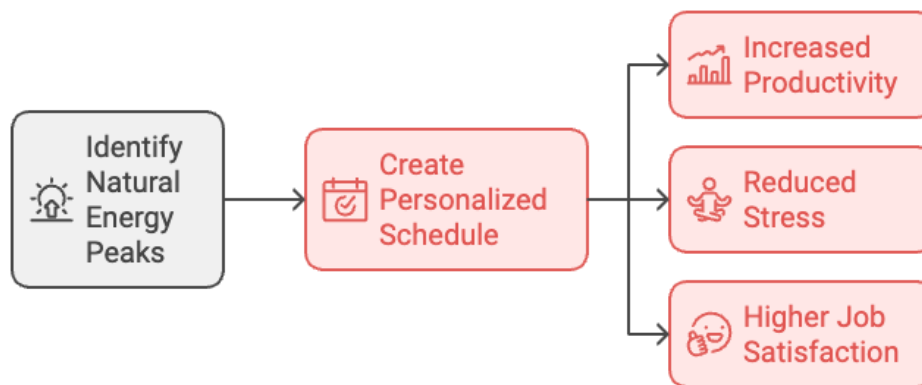 Identify
Natural
Energy
Peaks
Create
Personalized
Schedule
Increased
Productivity
Reduced
Stress
Higher Job
Satisfaction